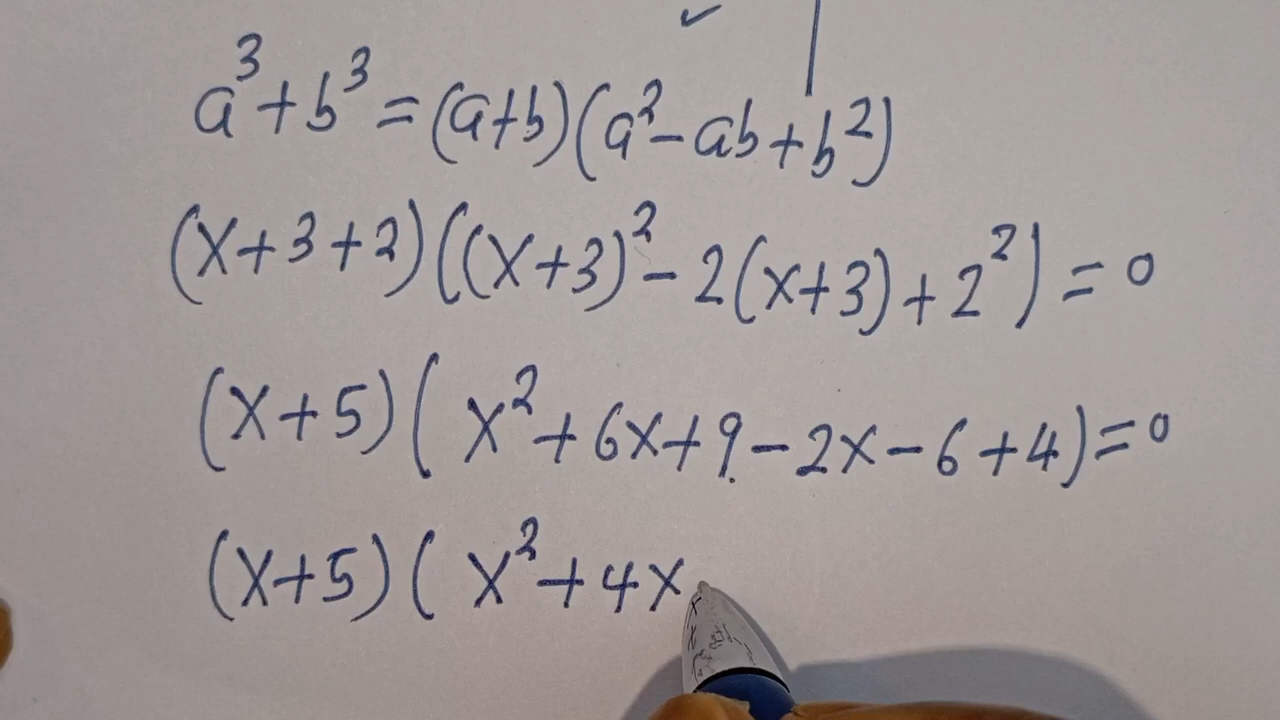 a³+b³=(a+b)(a²-ab+b²)
(x+3+2)((x+3)²-2(x+3)+2²)=0
(x+5)(x²+6x+9-2x-6+4)=0
(x+5)(x²+4x